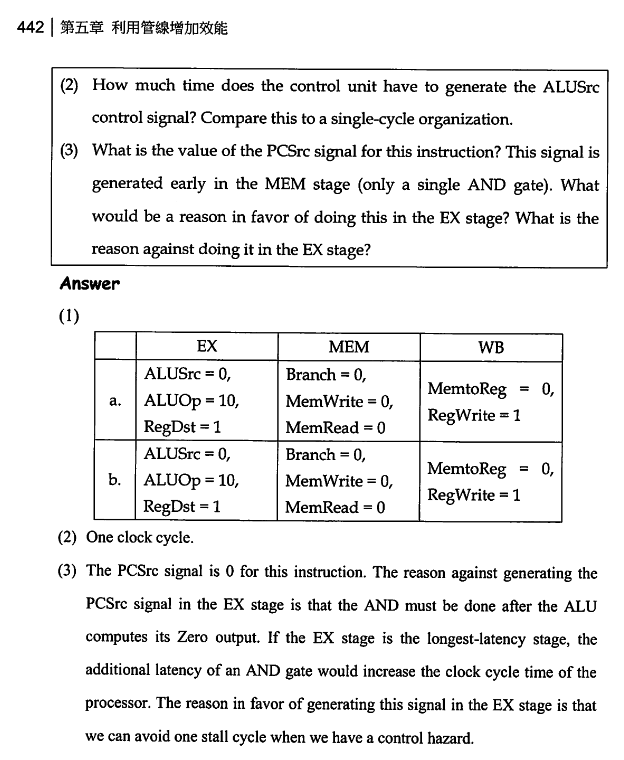 442 | 第五章 利用管線增加效能
(2) How much time does the control unit have to generate the ALUSrc
control signal? Compare this to a single-cycle organization.
(3) What is the value of the PCSrc signal for this instruction? This signal is
generated early in the MEM stage (only a single AND gate). What
would be a reason in favor of doing this in the EX stage? What is the
reason against doing it in the EX stage?
Answer
(1)
EX MEM WB
a.
ALUSrc = 0,
ALUOp = 10,
RegDst = 1
Branch = 0,
MemWrite = 0,
MemRead = 0
MemtoReg = 0,
RegWrite = 1
b.
ALUSrc = 0,
ALUOp = 10,
RegDst = 1
Branch = 0,
MemWrite = 0,
MemRead = 0
MemtoReg = 0,
RegWrite = 1
(2) One clock cycle.
(3) The PCSrc signal is 0 for this instruction. The reason against generating the
PCSrc signal in the EX stage is that the AND must be done after the ALU
computes its Zero output. If the EX stage is the longest-latency stage, the
additional latency of an AND gate would increase the clock cycle time of the
processor. The reason in favor of generating this signal in the EX stage is that
we can avoid one stall cycle when we have a control hazard.